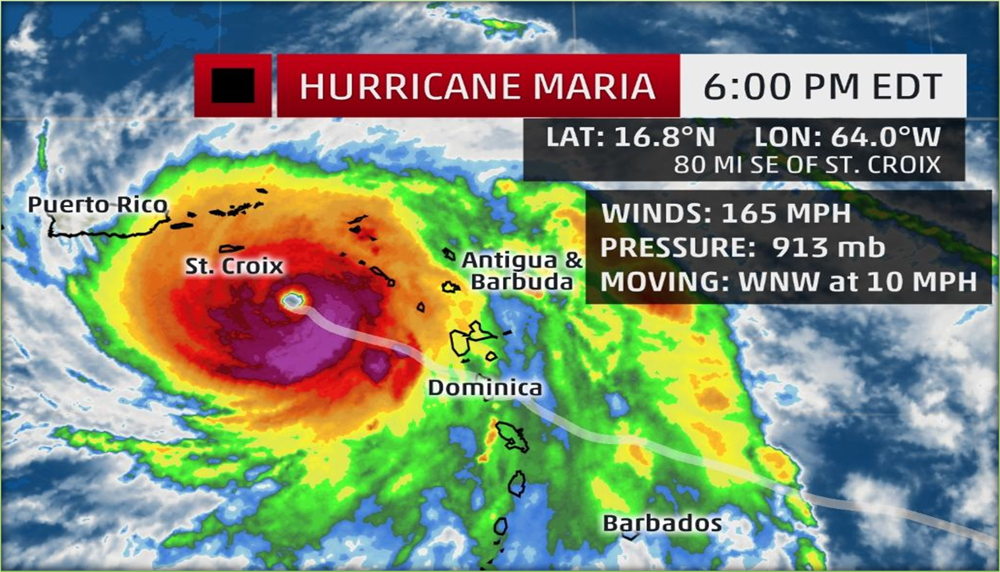 HURRICANE MARIA 6:00 PM EDT
LAT: 16.8°N LON: 64.0°W
80 MI SE OF ST. CROIX
WINDS: 165 MPH
PRESSURE: 913 mb
MOVING: WNW at 10 MPH
Puerto Rico
St. Croix
Antigua &
Barbuda
Dominica
Barbados